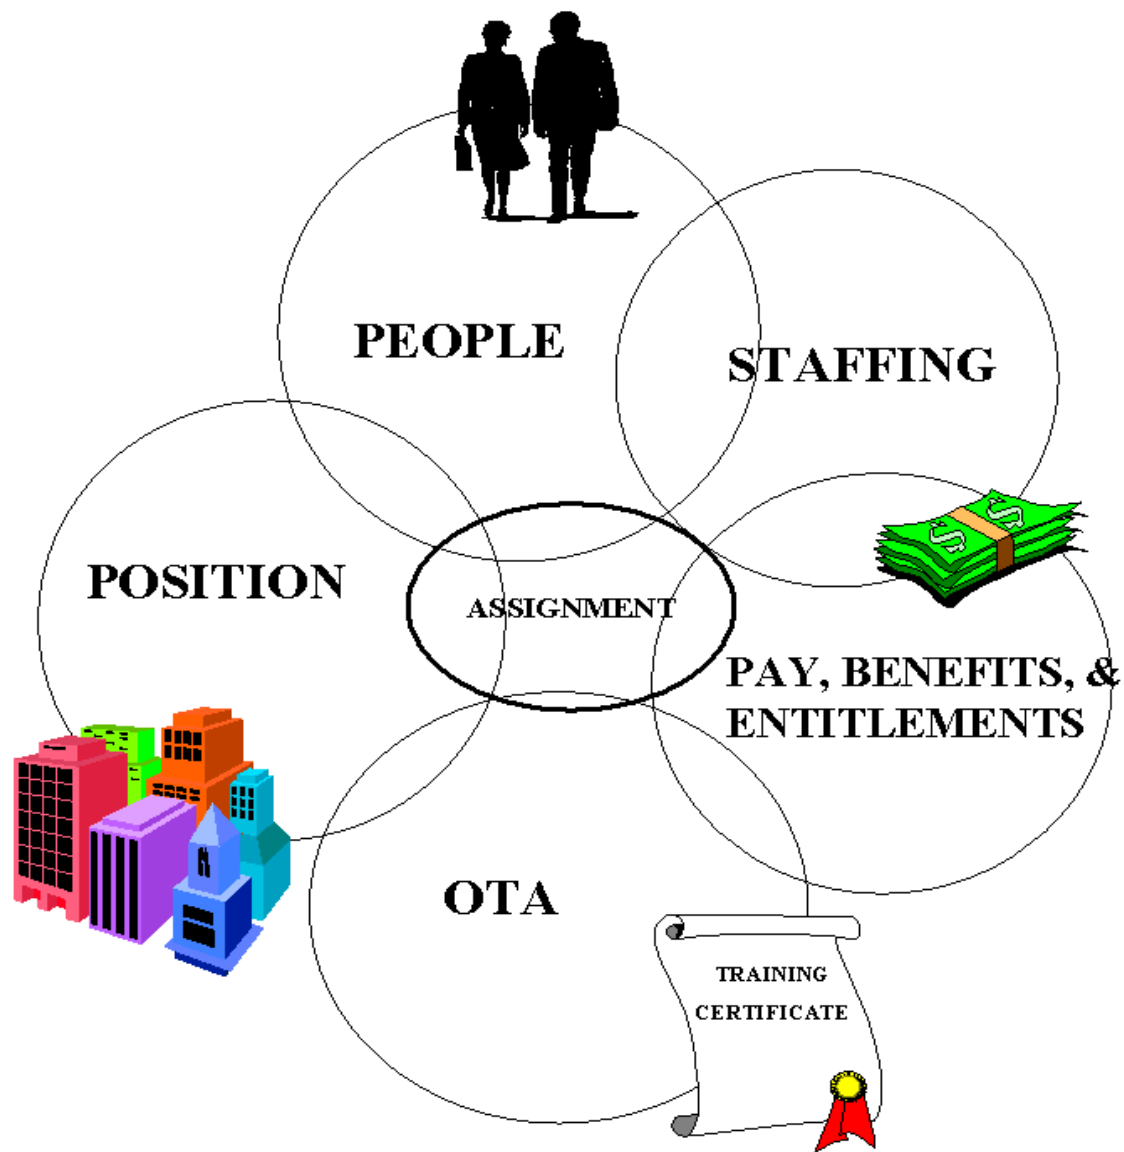 PEOPLE
STAFFING
POSITION
ASSIGNMENT
PAY, BENEFITS, &
ENTITLEMENTS
OTA
TRAINING
CERTIFICATE